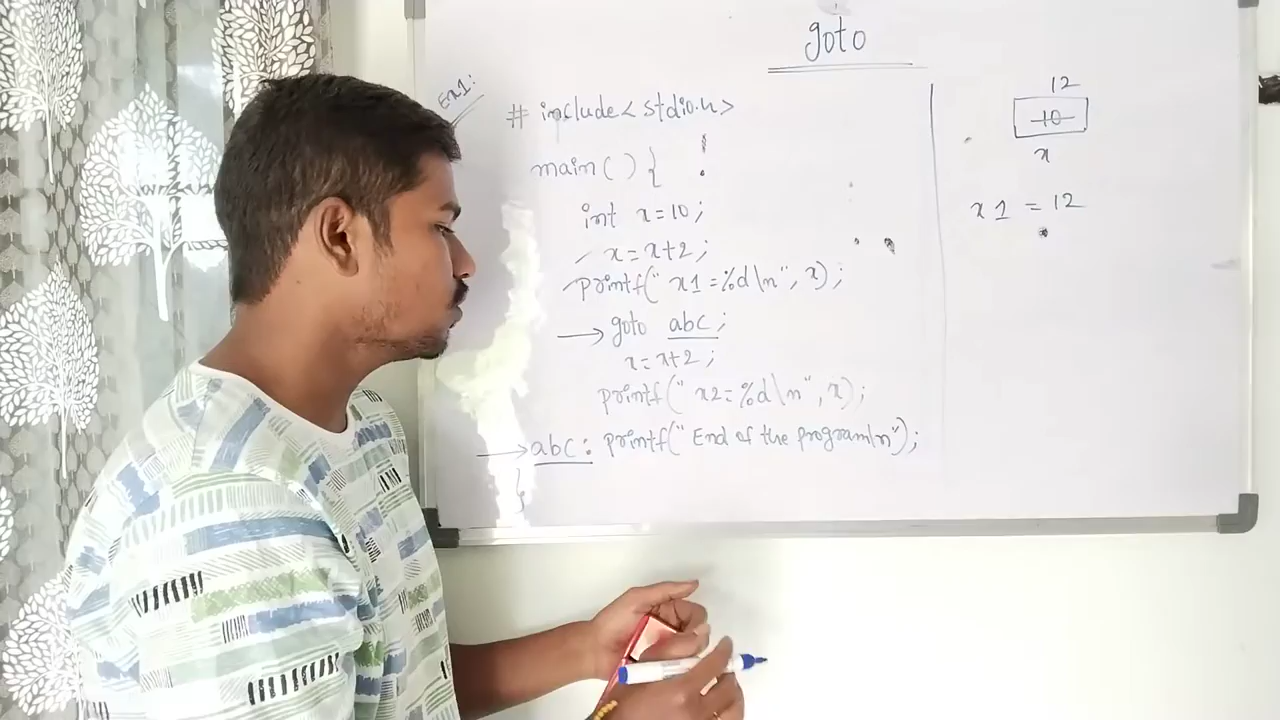 goto
Ex1:
# include< stdio.h>
main( ) {
int x=10;
x=x+2;
printf(" x1=%d\n", x);
goto abc;
x=x+2;
printf(" x2=%d\n", x);
abc: printf(" End of the program\n");
}
12
10
x
x1 = 12